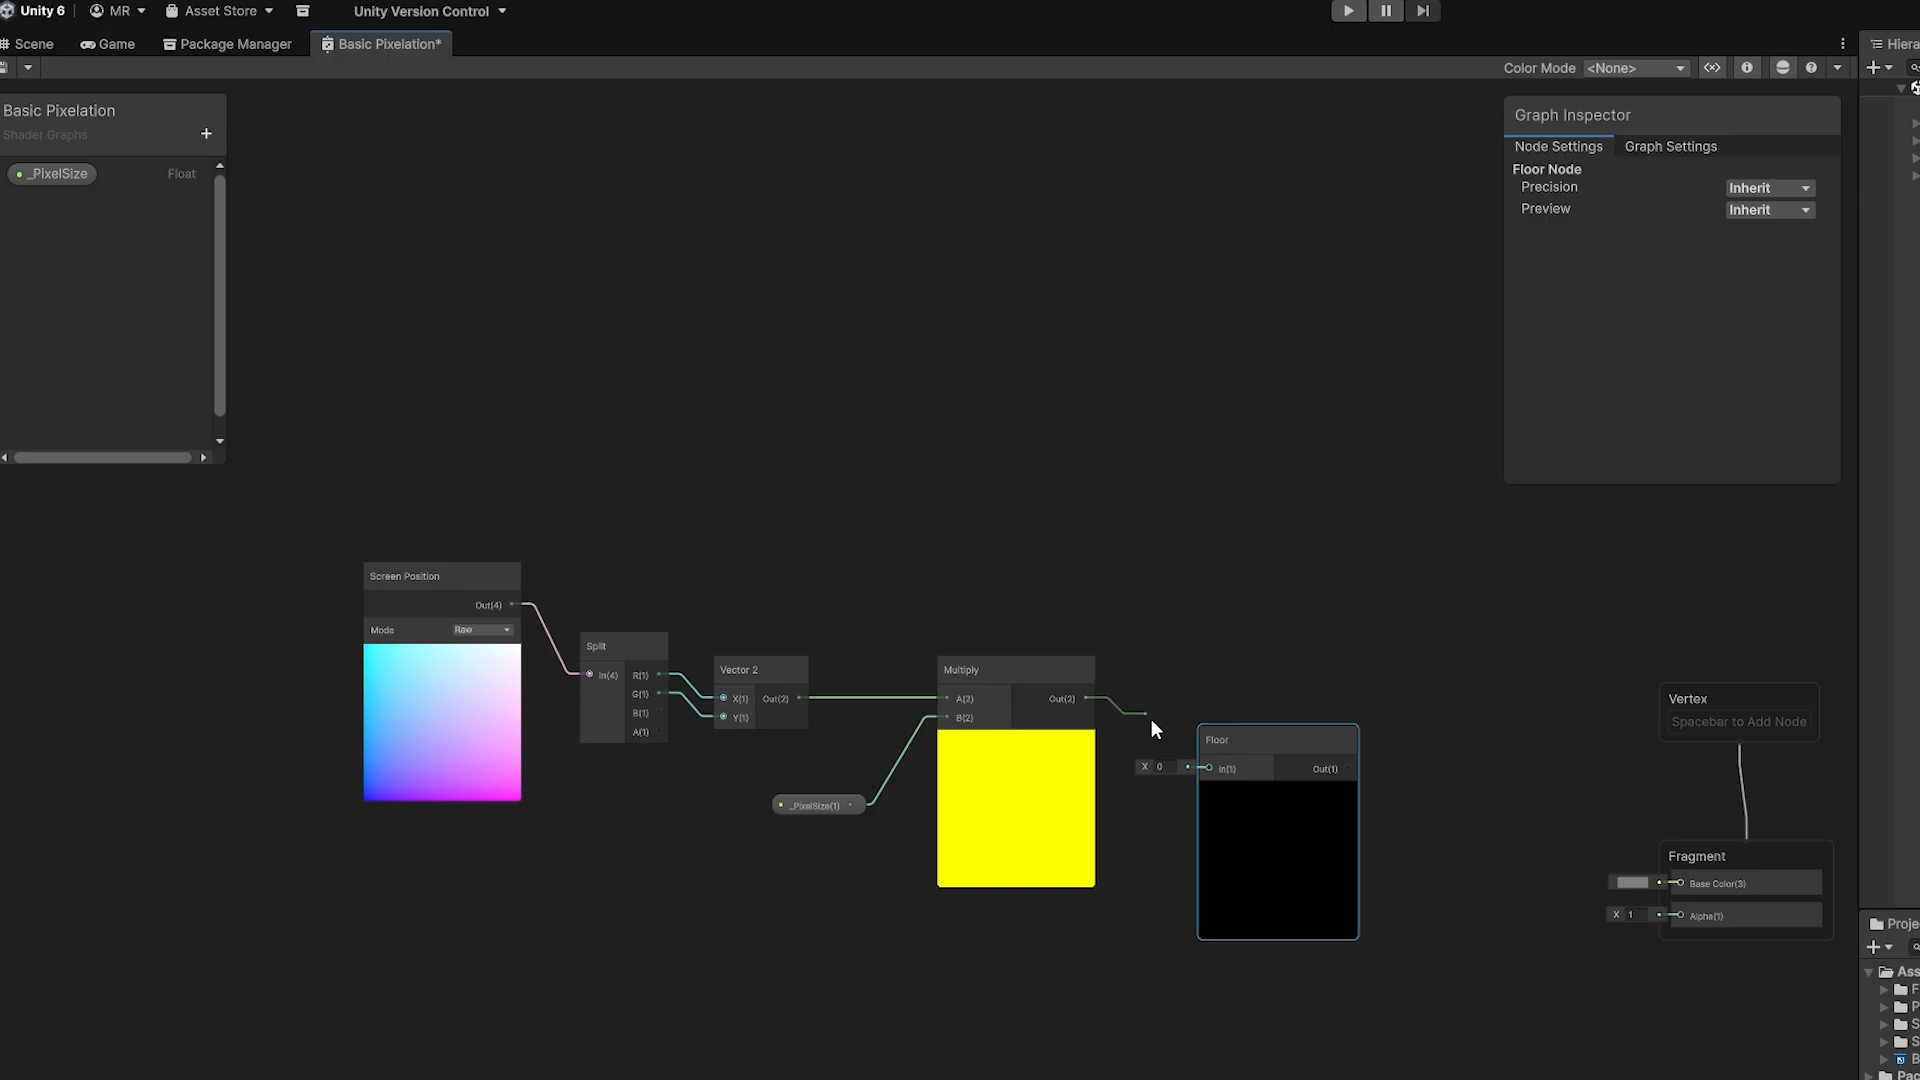 Unity 6
MR
Asset Store
Unity Version Control
Scene
Game
Package Manager
Basic Pixelation*
Hiera
Color Mode
<None>
Basic Pixelation
Shader Graphs
_PixelSize
Float
Graph Inspector
Node Settings
Graph Settings
Floor Node
Precision
Inherit
Preview
Inherit
Screen Position
Out(4)
Mode
Raw
Split
In(4)
R(1)
G(1)
B(1)
A(1)
Vector 2
X(1)
Out(2)
Y(1)
Multiply
A(2)
Out(2)
B(2)
_PixelSize(1)
Floor
X 0
In(1)
Out(1)
Vertex
Spacebar to Add Node
Fragment
Base Color(3)
X 1
Alpha(1)
Projec
Ass
F
P
S
S
B
Pac